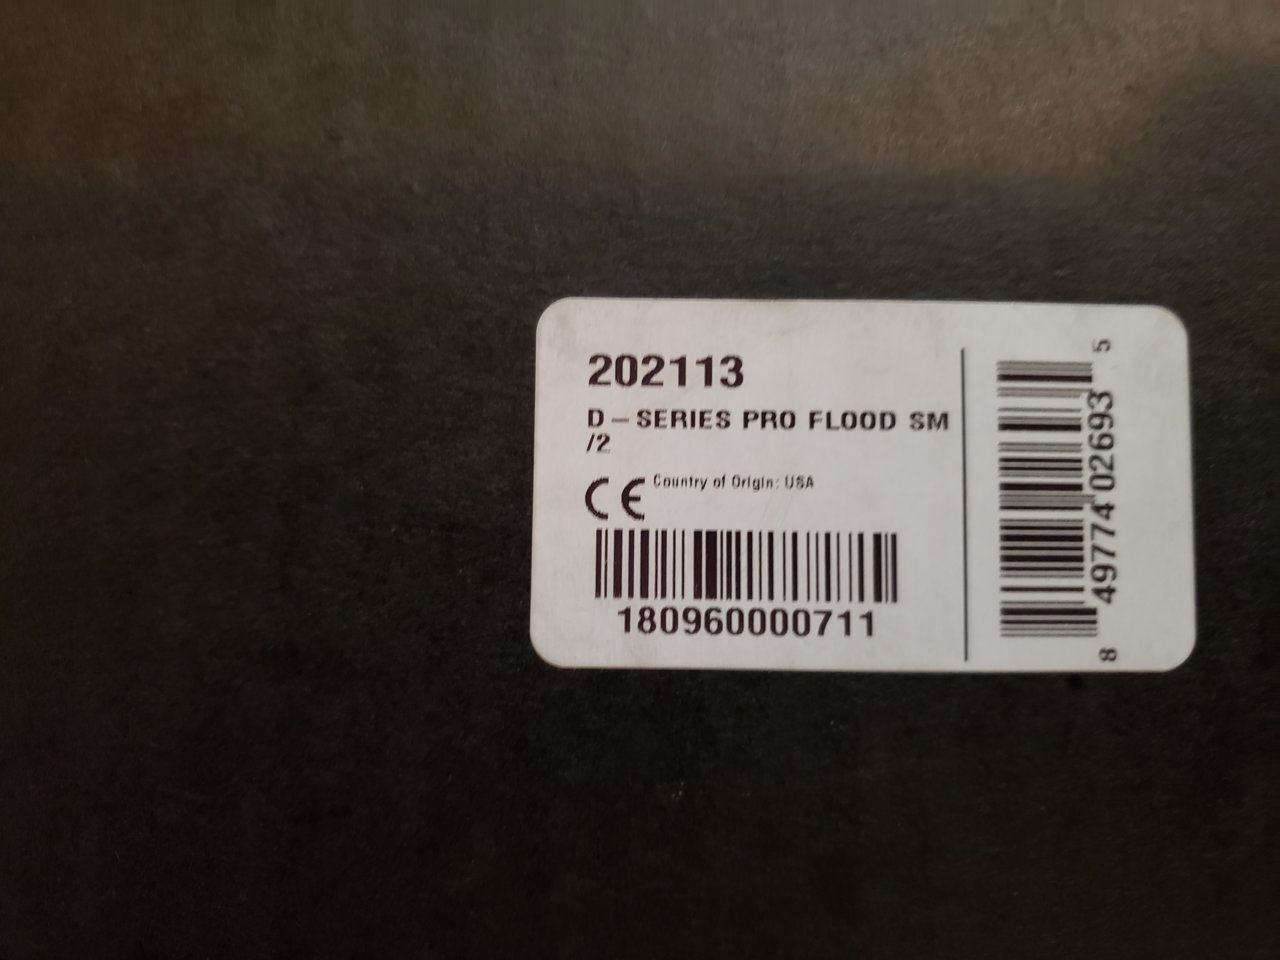 202113
D-SERIES PRO FLOOD SM
/2
CE Country of Origin: USA
180960000711
8 49774 02693 5